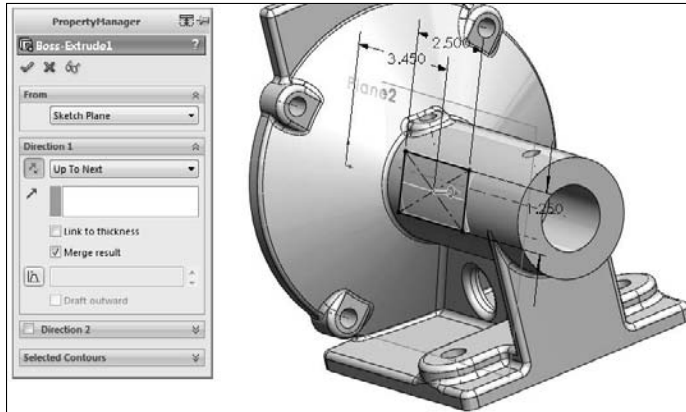 PropertyManager
Boss-Extrude1 ?
From
Sketch Plane
Direction 1
Up To Next
Link to thickness
Merge result
Draft outward
Direction 2
Selected Contours
2.500
3.450
Plane2
1.250